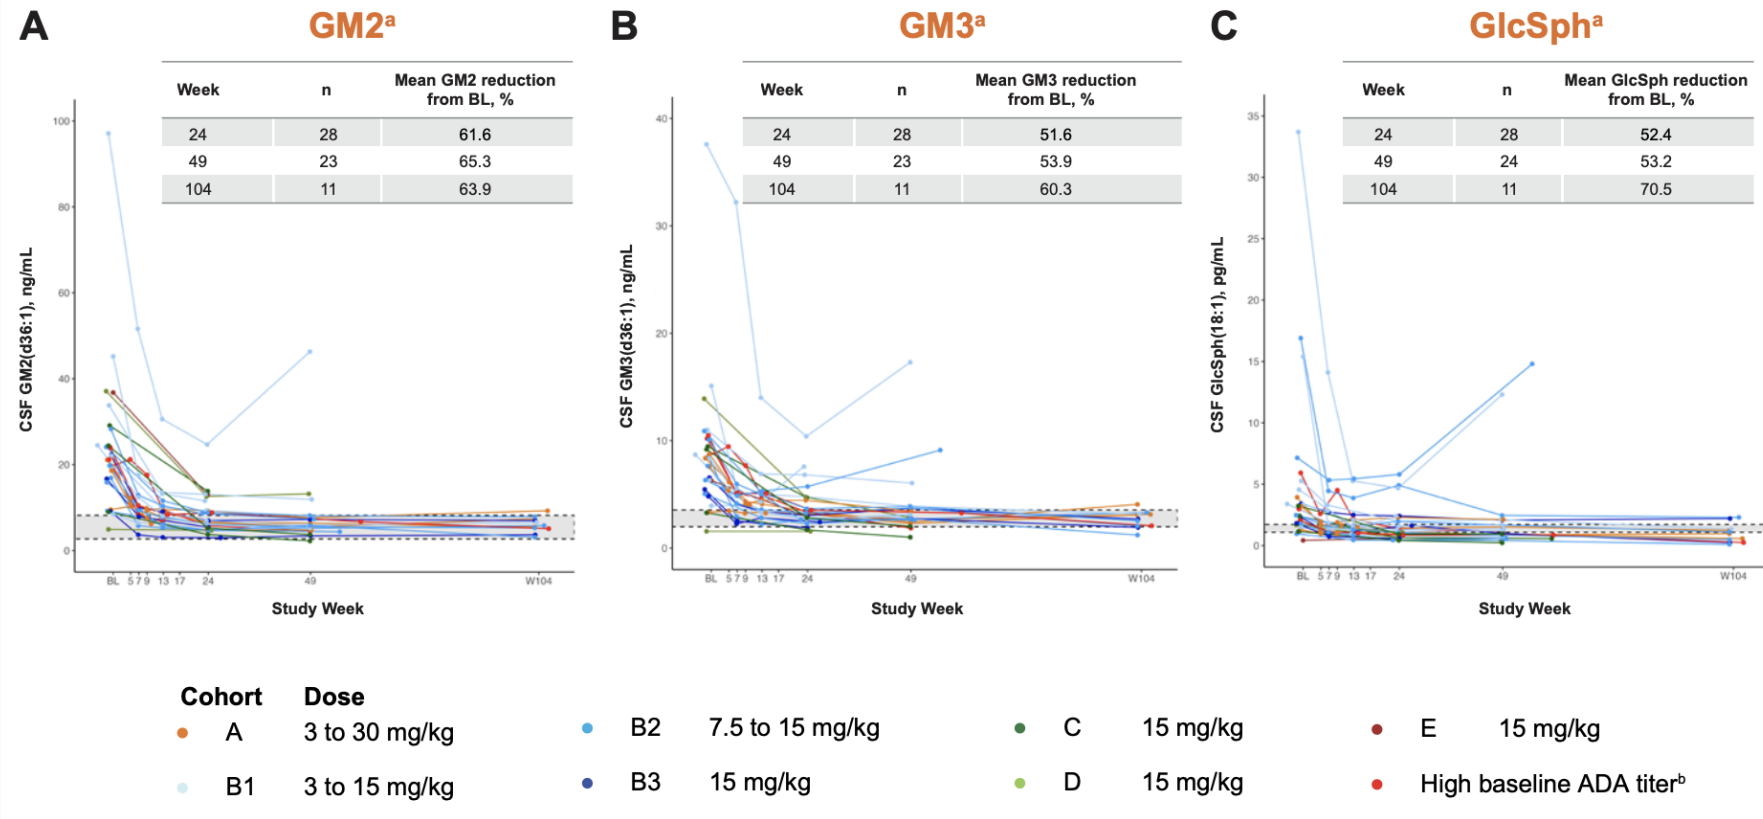 A GM2ᵃ
Week n Mean GM2 reduction
from BL, %
24 28 61.6
49 23 65.3
104 11 63.9
CSF GM2(d36:1), ng/mL
100
80
60
40
20
0
BL 5 7 9 13 17 24 49 W104
Study Week
B GM3ᵃ
Week n Mean GM3 reduction
from BL, %
24 28 51.6
49 23 53.9
104 11 60.3
CSF GM3(d36:1), ng/mL
40
30
20
10
0
BL 5 7 9 13 17 24 49 W104
Study Week
C GlcSphᵃ
Week n Mean GlcSph reduction
from BL, %
24 28 52.4
49 24 53.2
104 11 70.5
CSF GlcSph(18:1), pg/mL
35
30
25
20
15
10
5
0
BL 5 7 9 13 17 24 49 W104
Study Week
Cohort Dose
A 3 to 30 mg/kg
B1 3 to 15 mg/kg
B2 7.5 to 15 mg/kg
B3 15 mg/kg
C 15 mg/kg
D 15 mg/kg
E 15 mg/kg
High baseline ADA titerᵇ